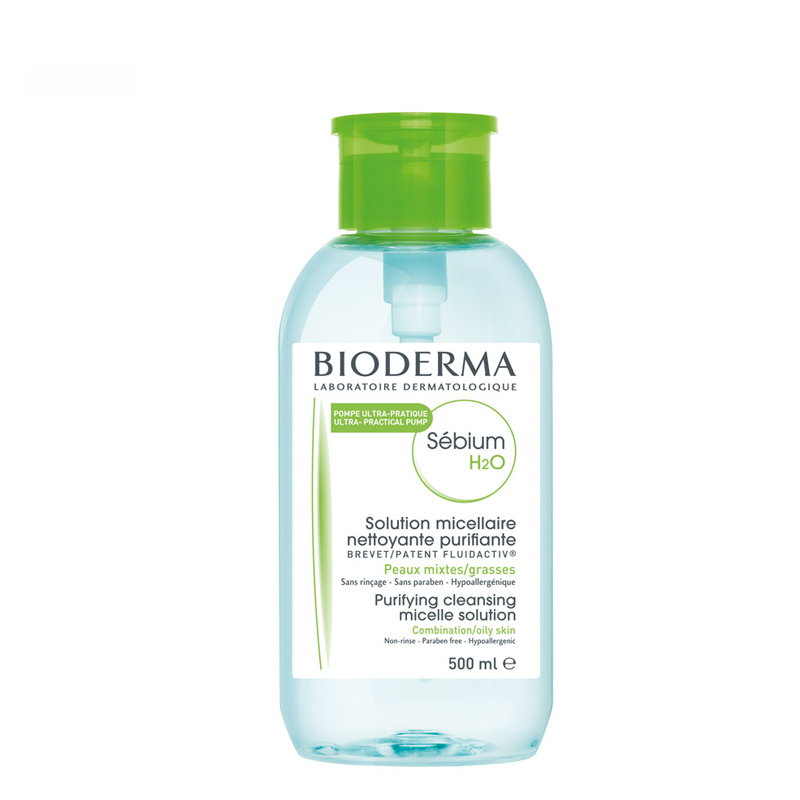 BIODERMA
LABORATOIRE DERMATOLOGIQUE
POMPE ULTRA-PRATIQUE
ULTRA- PRACTICAL PUMP
Sébium
H2O
Solution micellaire
nettoyante purifiante
BREVET/PATENT FLUIDACTIV®
Peaux mixtes/grasses
Sans rinçage - Sans paraben - Hypoallergénique
Purifying cleansing
micelle solution
Combination/oily skin
Non-rinse - Paraben free - Hypoallergenic
500 ml ℮